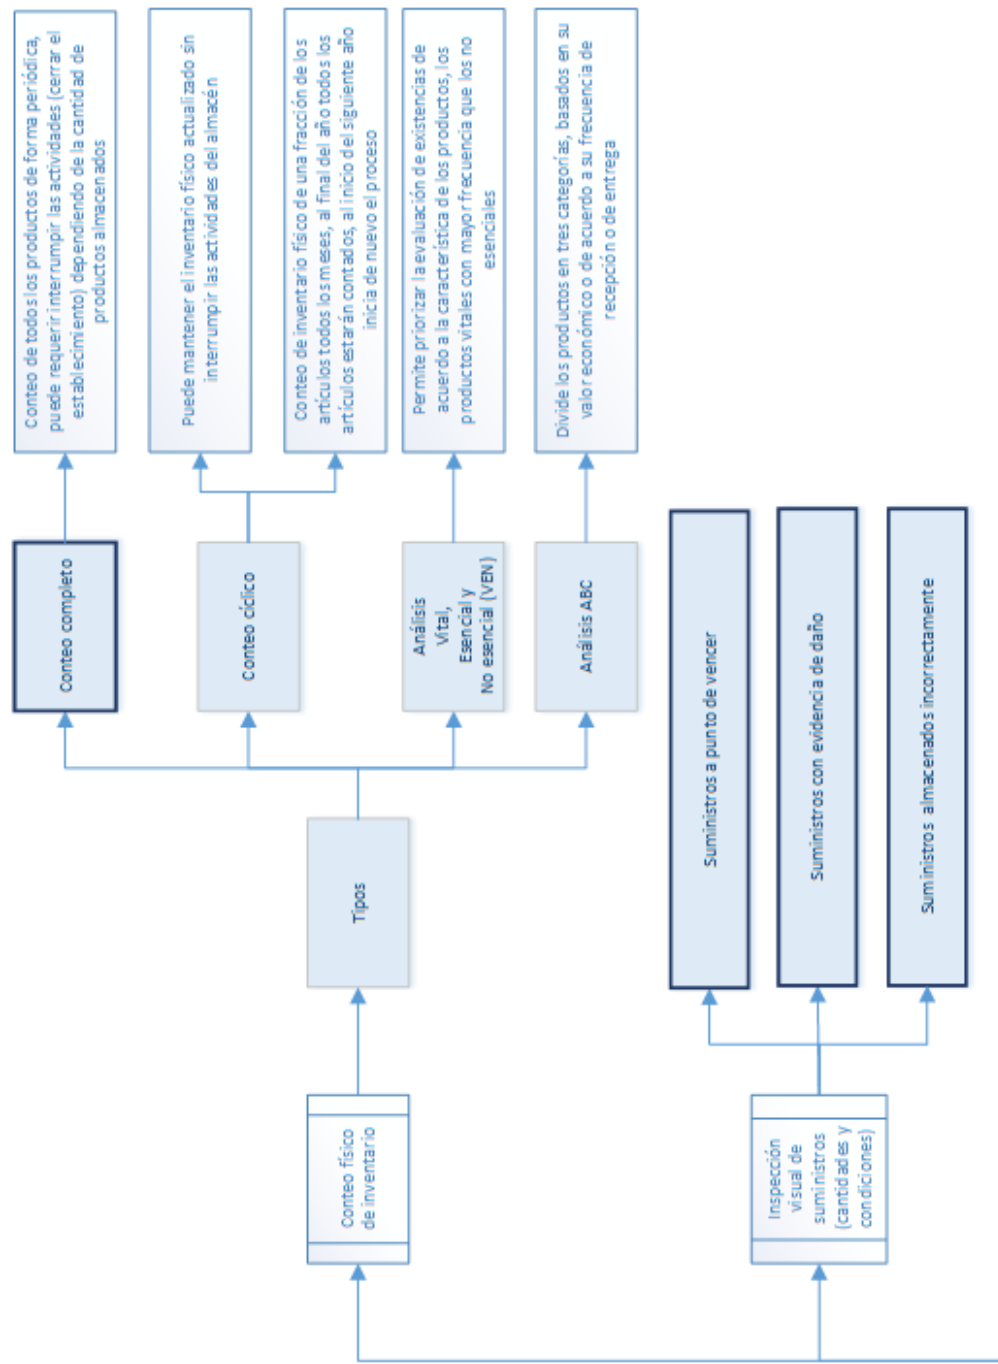 Conteo físico
de inventario
Tipos
Conteo completo
Conteo de todos los productos de forma periódica,
puede requerir interrumpir las actividades (cerrar el
establecimiento) dependiendo de la cantidad de
productos almacenados
Conteo cíclico
Puede mantener el inventario físico actualizado sin
interrumpir las actividades del almacén
Conteo de inventario físico de una fracción de los
artículos todos los meses, al final del año todos los
artículos estarán contados, al inicio del siguiente año
inicia de nuevo el proceso
Análisis
Vital,
Esencial y
No esencial (VEN)
Permite priorizar la evaluación de existencias de
acuerdo a la característica de los productos, los
productos vitales con mayor frecuencia que los no
esenciales
Análisis ABC
Divide los productos en tres categorías, basados en su
valor económico o de acuerdo a su frecuencia de
recepción o de entrega
Inspección
visual de
suministros
(cantidades y
condiciones)
Suministros a punto de vencer
Suministros con evidencia de daño
Suministros almacenados incorrectamente